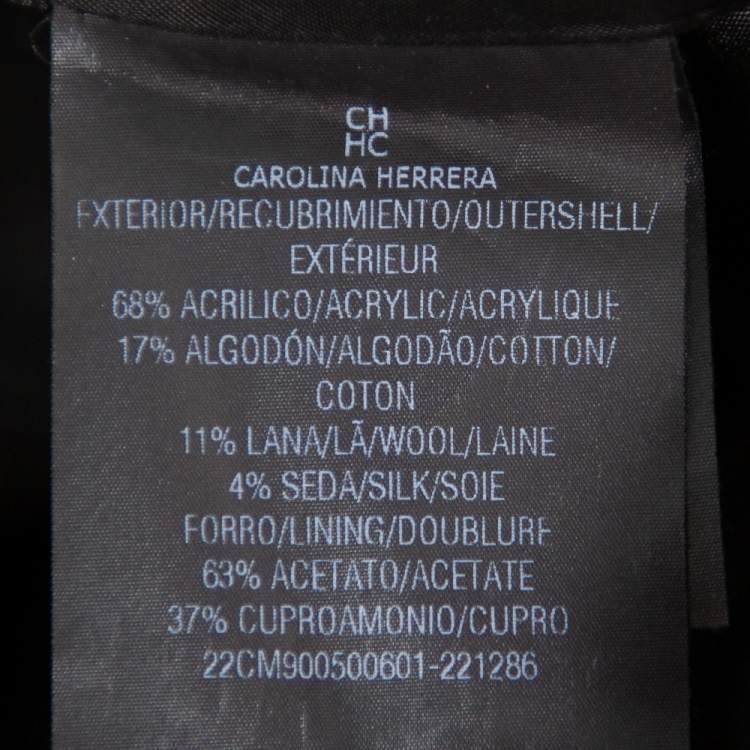 CH
HC
CAROLINA HERRERA
EXTERIOR/RECUBRIMIENTO/OUTERSHELL/
EXTÉRIEUR
68% ACRILICO/ACRYLIC/ACRYLIQUE
17% ALGODÓN/ALGODÃO/COTTON/
COTON
11% LANA/LÃ/WOOL/LAINE
4% SEDA/SILK/SOIE
FORRO/LINING/DOUBLURE
63% ACETATO/ACETATE
37% CUPROAMONIO/CUPRO
22CM900500601-221286